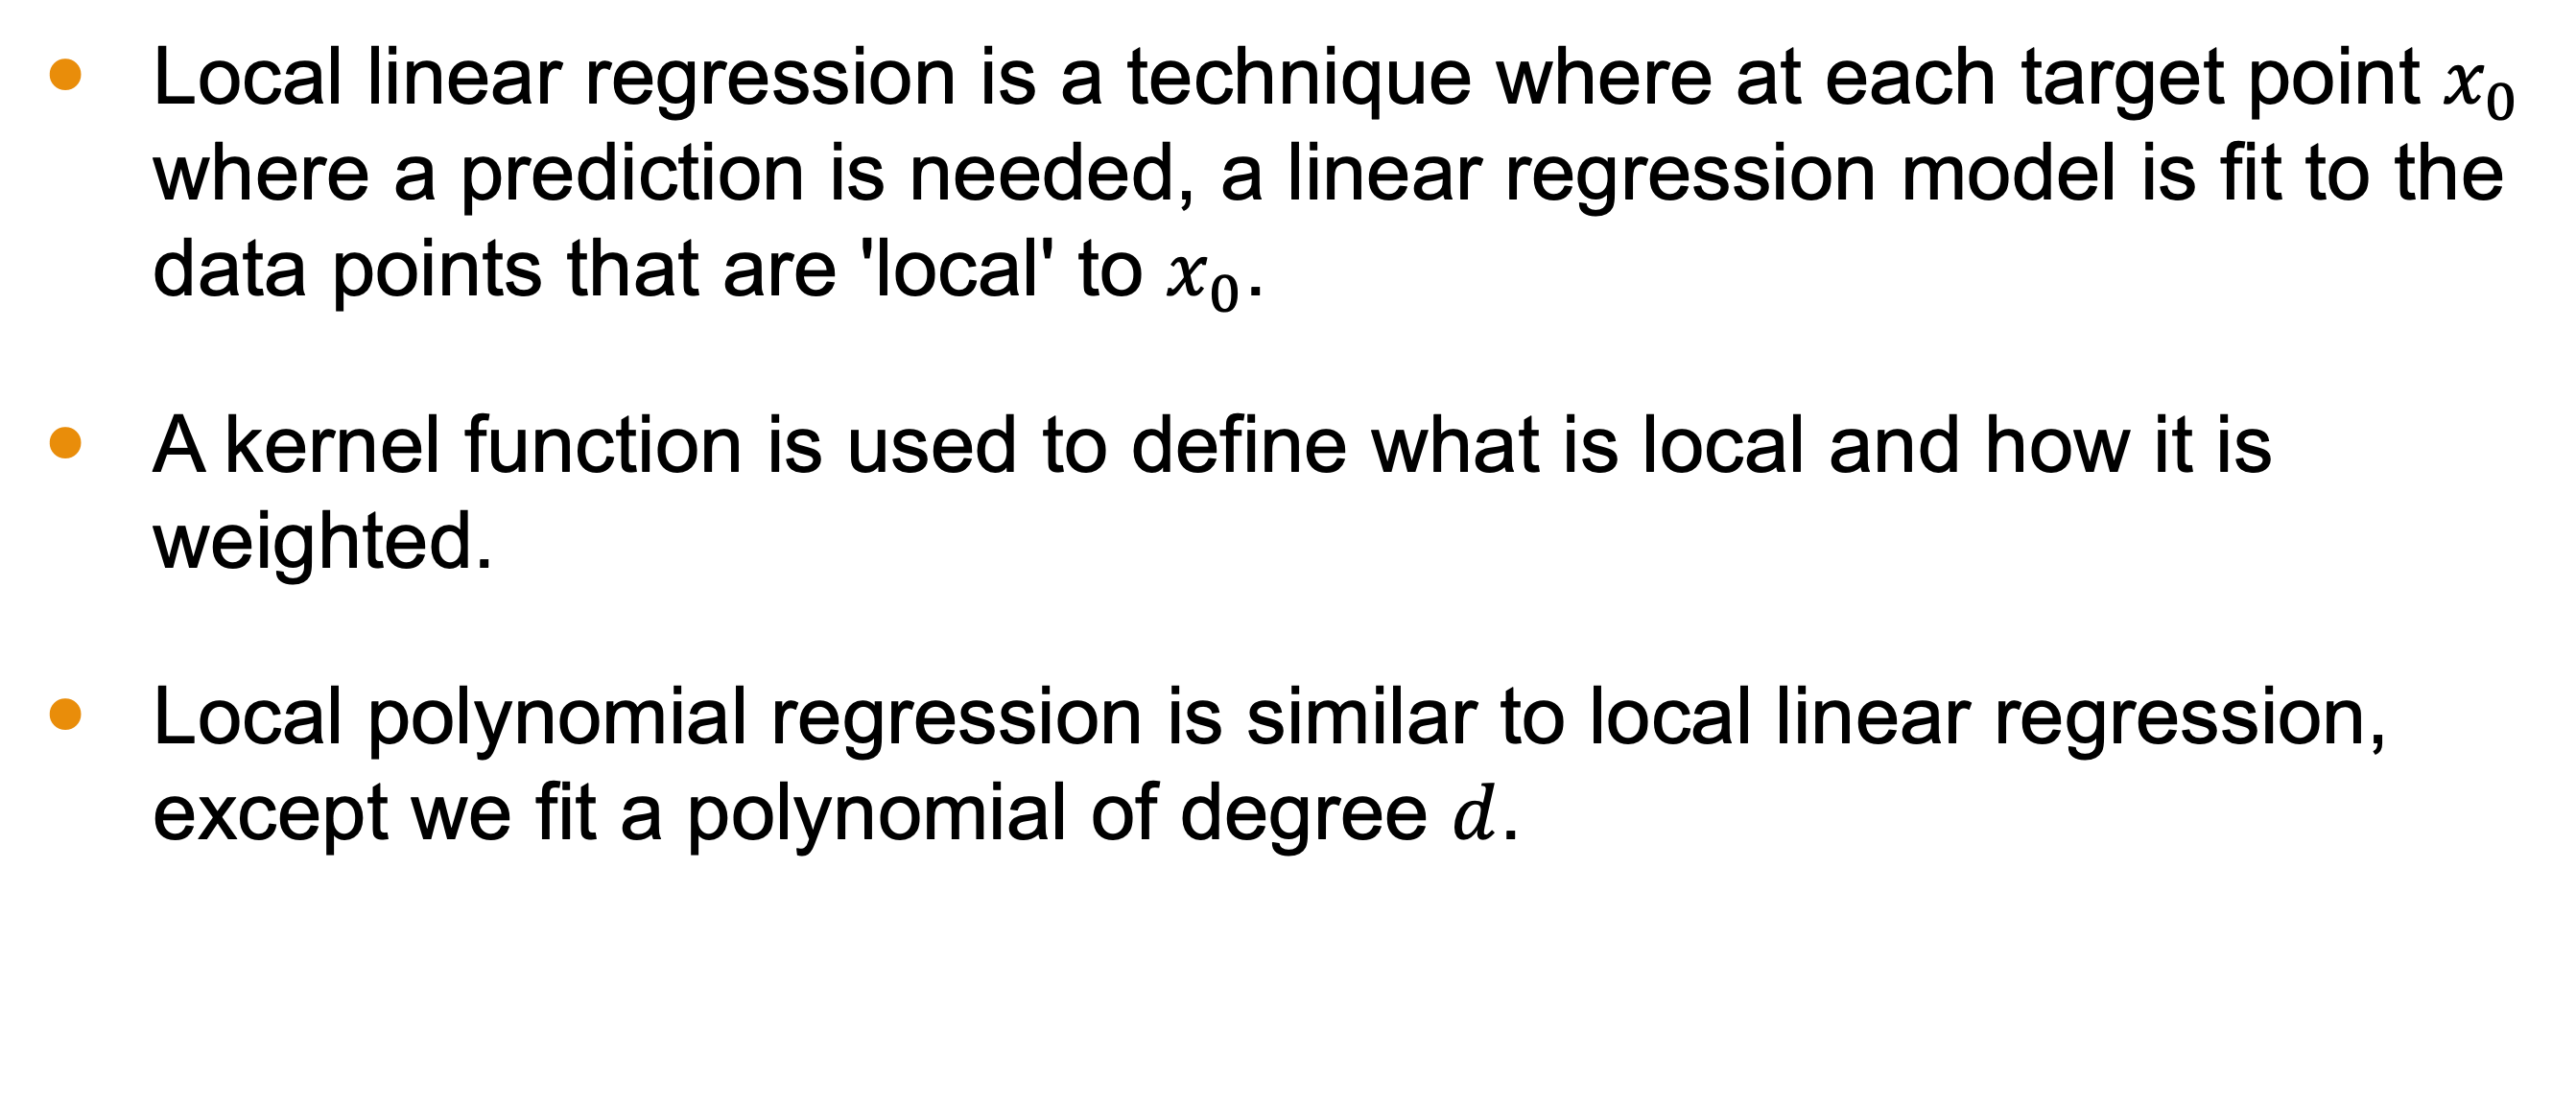 • Local linear regression is a technique where at each target point x₀
where a prediction is needed, a linear regression model is fit to the
data points that are 'local' to x₀.
• A kernel function is used to define what is local and how it is
weighted.
• Local polynomial regression is similar to local linear regression,
except we fit a polynomial of degree d.